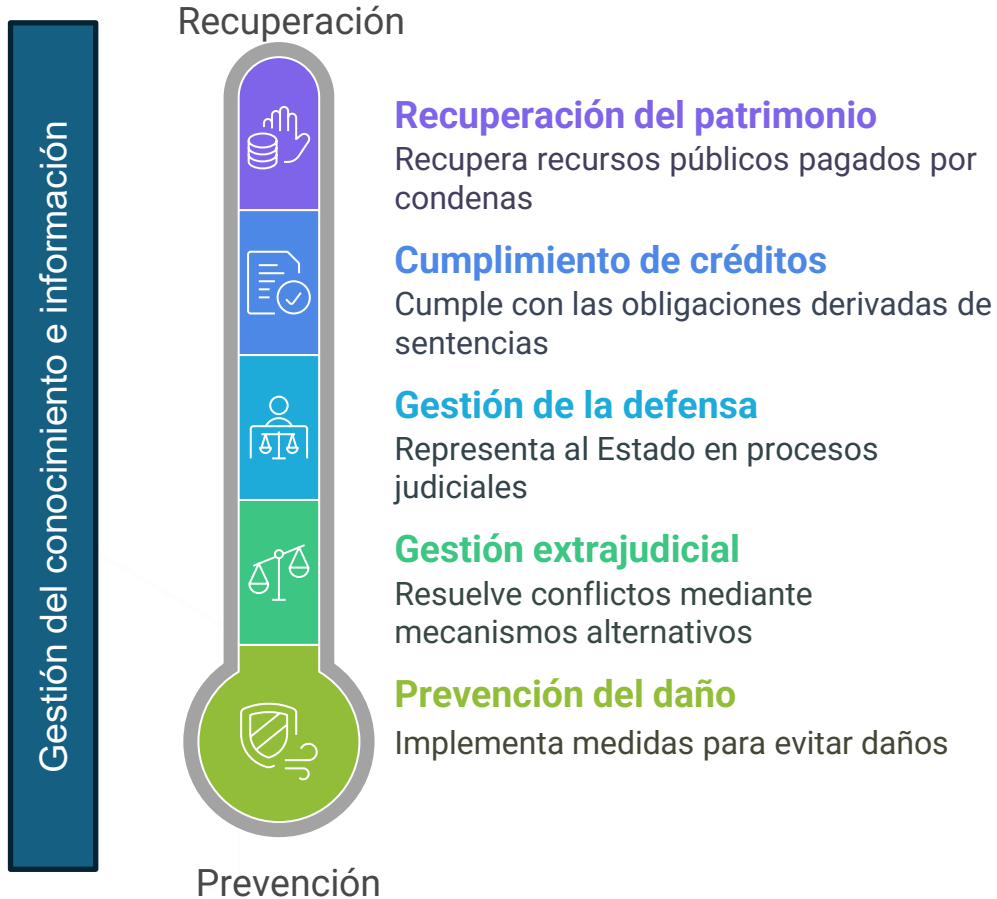 Gestión del conocimiento e información
Recuperación
Recuperación del patrimonio
Recupera recursos públicos pagados por
condenas
Cumplimiento de créditos
Cumple con las obligaciones derivadas de
sentencias
Gestión de la defensa
Representa al Estado en procesos
judiciales
Gestión extrajudicial
Resuelve conflictos mediante
mecanismos alternativos
Prevención del daño
Implementa medidas para evitar daños
Prevención